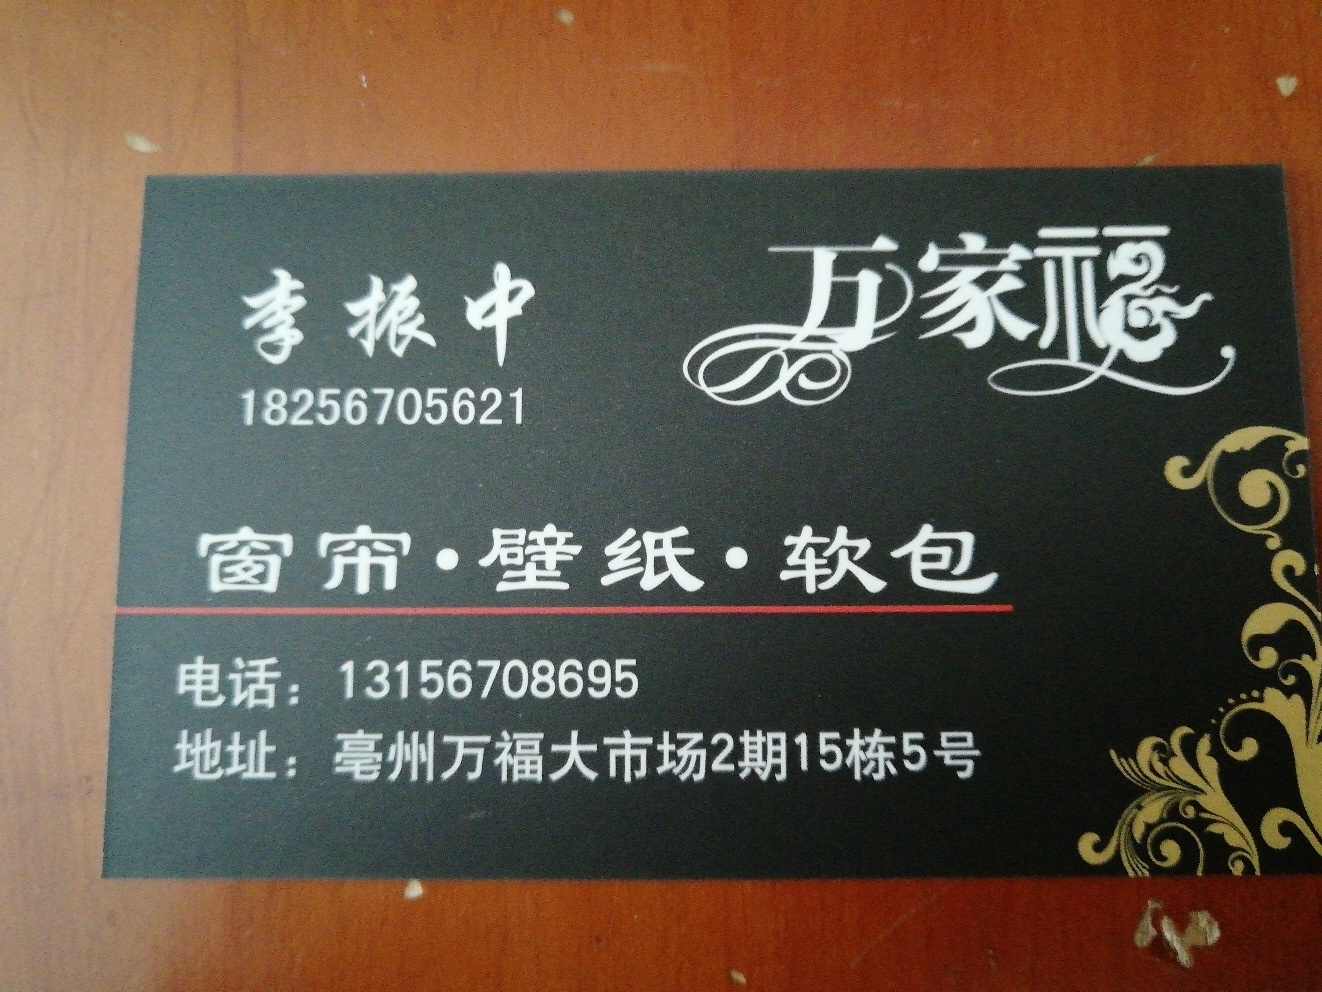 李振中
万家福
18256705621
窗帘·壁纸·软包
电话：13156708695
地址：亳州万福大市场2期15栋5号